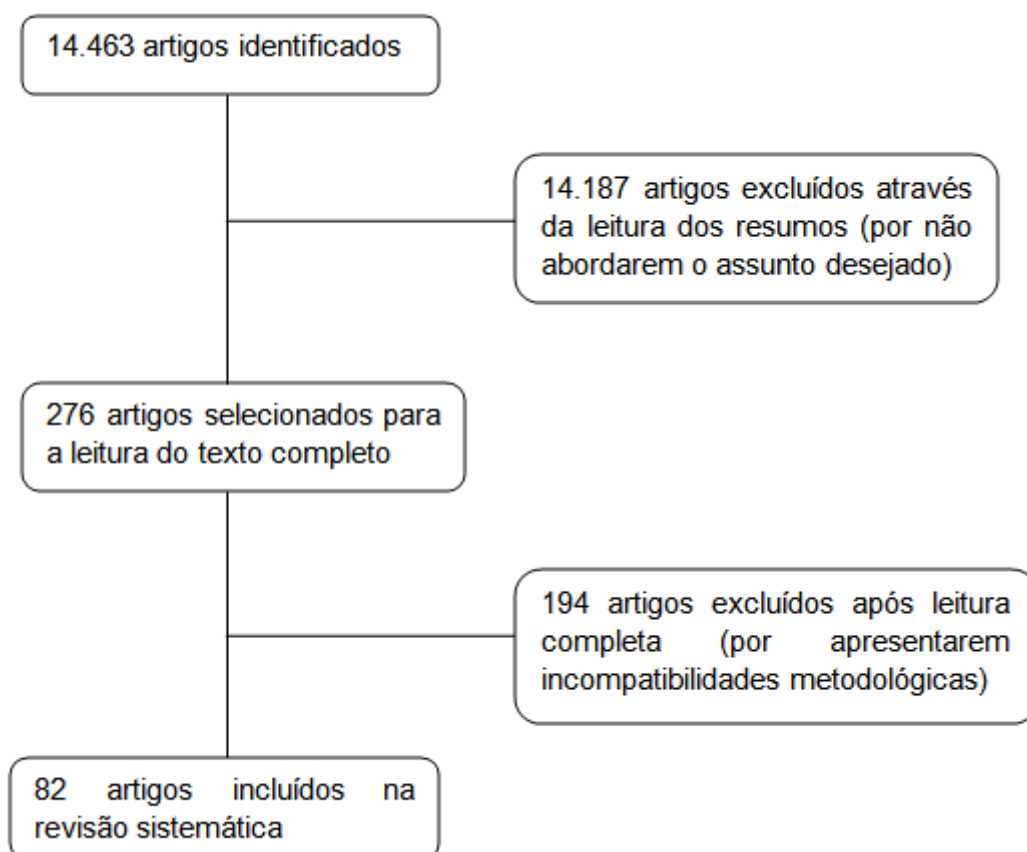 14.463 artigos identificados
14.187 artigos excluídos através
da leitura dos resumos (por não
abordarem o assunto desejado)
276 artigos selecionados para
a leitura do texto completo
194 artigos excluídos após leitura
completa (por apresentarem
incompatibilidades metodológicas)
82 artigos incluídos na
revisão sistemática